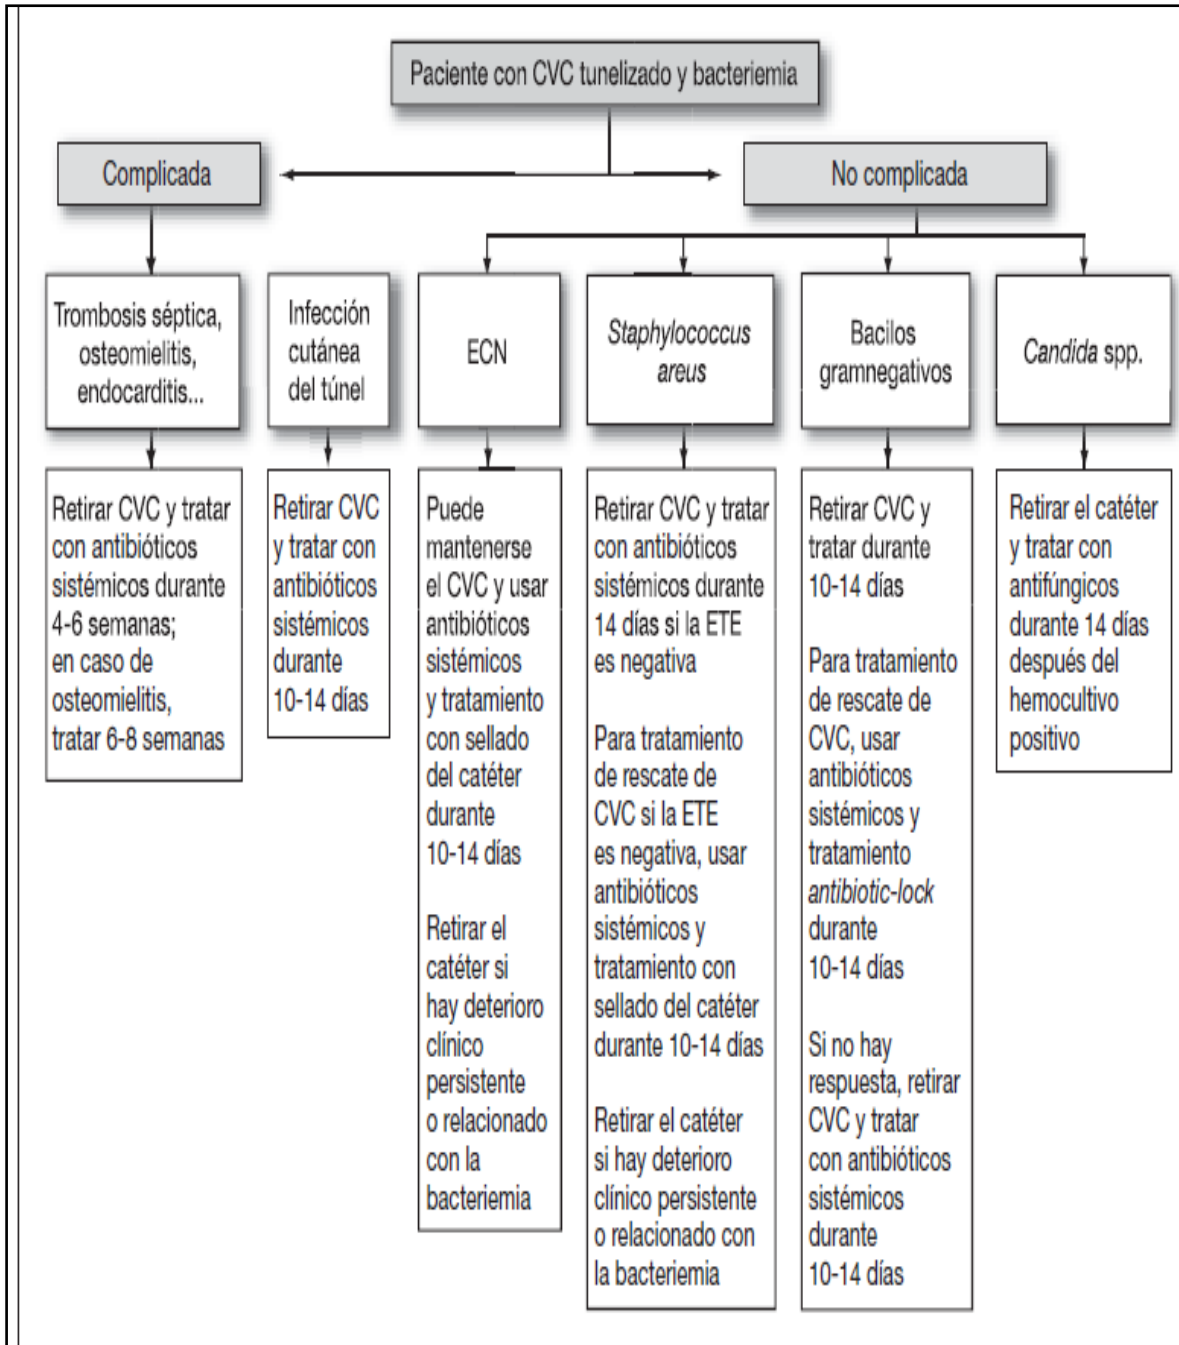 Paciente con CVC tunelizado y bacteriemia
Complicada
No complicada
Trombosis séptica,
osteomielitis,
endocarditis...
Infección
cutánea
del túnel
ECN
Staphylococcus
areus
Bacilos
gramnegativos
Candida spp.
Retirar CVC y tratar
con antibióticos
sistémicos durante
4-6 semanas;
en caso de
osteomielitis,
tratar 6-8 semanas
Retirar CVC
y tratar con
antibióticos
sistémicos
durante
10-14 días
Puede
mantenerse
el CVC y usar
antibióticos
sistémicos
y tratamiento
con sellado
del catéter
durante
10-14 días
Retirar el
catéter si
hay deterioro
clínico
persistente
o relacionado
con la
bacteriemia
Retirar CVC y tratar
con antibióticos
sistémicos durante
14 días si la ETE
es negativa
Para tratamiento
de rescate de
CVC si la ETE
es negativa, usar
antibióticos
sistémicos y
tratamiento con
sellado del catéter
durante 10-14 días
Retirar el catéter
si hay deterioro
clínico persistente
o relacionado con
la bacteriemia
Retirar CVC y
tratar durante
10-14 días
Para tratamiento
de rescate de
CVC, usar
antibióticos
sistémicos y
tratamiento
antibiotic-lock
durante
10-14 días
Si no hay
respuesta, retirar
CVC y tratar
con antibióticos
sistémicos
durante
10-14 días
Retirar el catéter
y tratar con
antifúngicos
durante 14 días
después del
hemocultivo
positivo